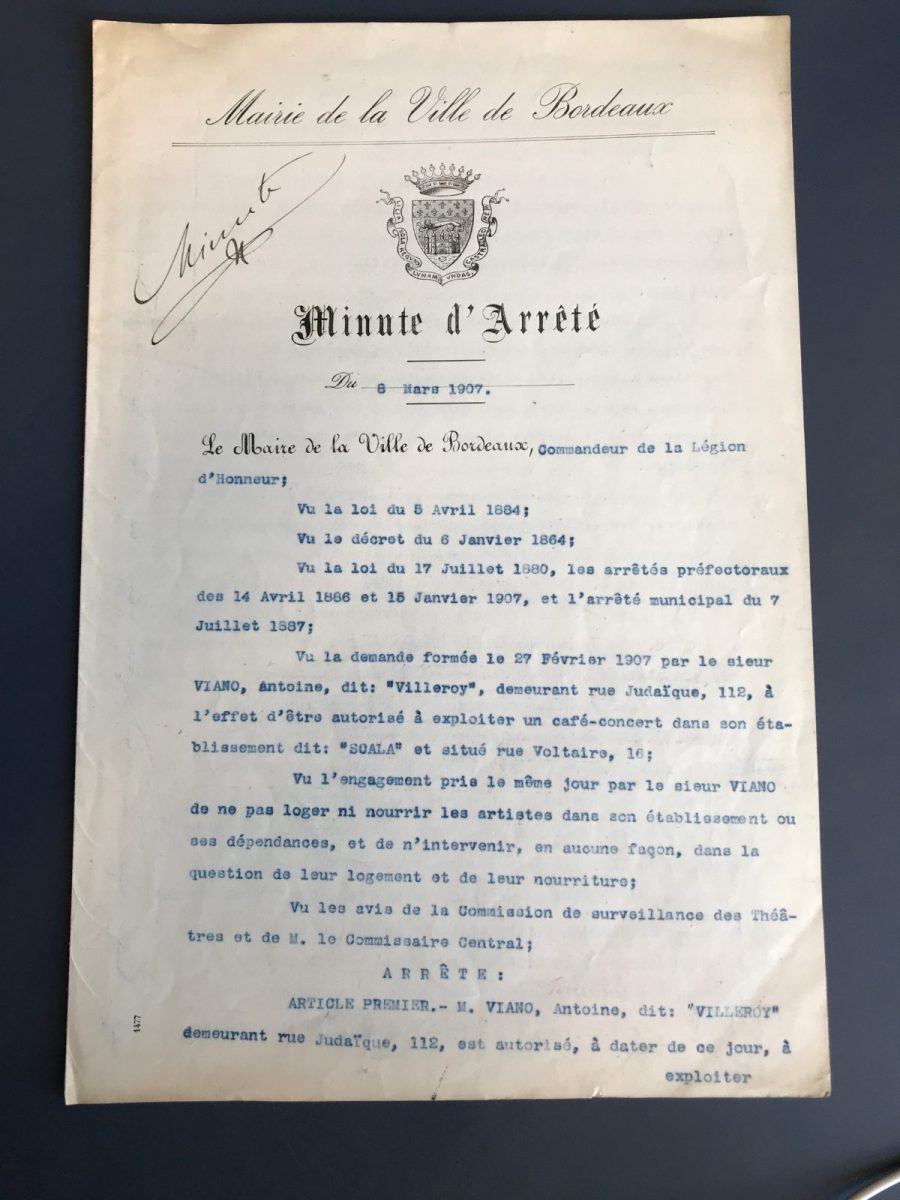 Mairie de la Ville de Bordeaux
Minute
LILIA SOLA REGUNT LUNAM UNDAS CASTRA LEO
Minute d'Arrêté
Du 8 Mars 1907.
Le Maire de la Ville de Bordeaux, Commandeur de la Légion
d'Honneur;
Vu la loi du 5 Avril 1884;
Vu le décret du 6 Janvier 1864;
Vu la loi du 17 Juillet 1880, les arrêtés préfectoraux
des 14 Avril 1886 et 15 Janvier 1907, et l'arrêté municipal du 7
Juillet 1887;
Vu la demande formée le 27 Février 1907 par le sieur
VIANO, Antoine, dit: "Villeroy", demeurant rue Judaïque, 112, à
l'effet d'être autorisé à exploiter un café-concert dans son éta-
blissement dit: "SCALA" et situé rue Voltaire, 16;
Vu l'engagement pris le même jour par le sieur VIANO
de ne pas loger ni nourrir les artistes dans son établissement ou
ses dépendances, et de n'intervenir, en aucune façon, dans la
question de leur logement et de leur nourriture;
Vu les avis de la Commission de surveillance des Théâ-
tres et de M. le Commissaire Central;
ARRÊTE:
ARTICLE PREMIER.- M. VIANO, Antoine, dit: "VILLEROY"
demeurant rue Judaïque, 112, est autorisé, à dater de ce jour, à
exploiter
1477